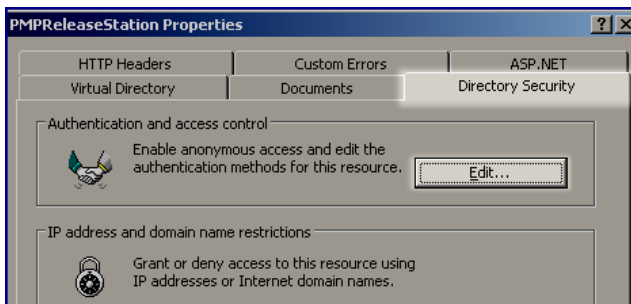 PMPReleaseStation Properties
HTTP Headers Custom Errors ASP.NET
Virtual Directory Documents Directory Security
Authentication and access control
Enable anonymous access and edit the
authentication methods for this resource.
Edit...
IP address and domain name restrictions
Grant or deny access to this resource using
IP addresses or Internet domain names.